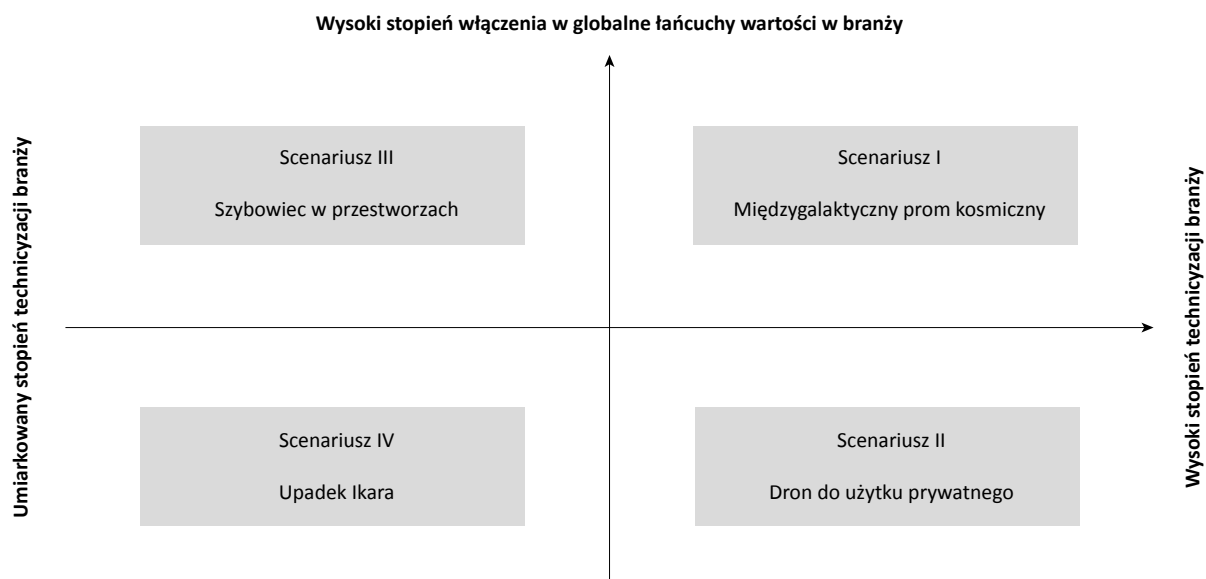 Wysoki stopień włączenia w globalne łańcuchy wartości w branży
Umiarkowany stopień technicyzacji branży
Scenariusz III
Szybowiec w przestworzach
Scenariusz I
Międzygalaktyczny prom kosmiczny
Wysoki stopień technicyzacji branży
Scenariusz IV
Upadek Ikara
Scenariusz II
Dron do użytku prywatnego